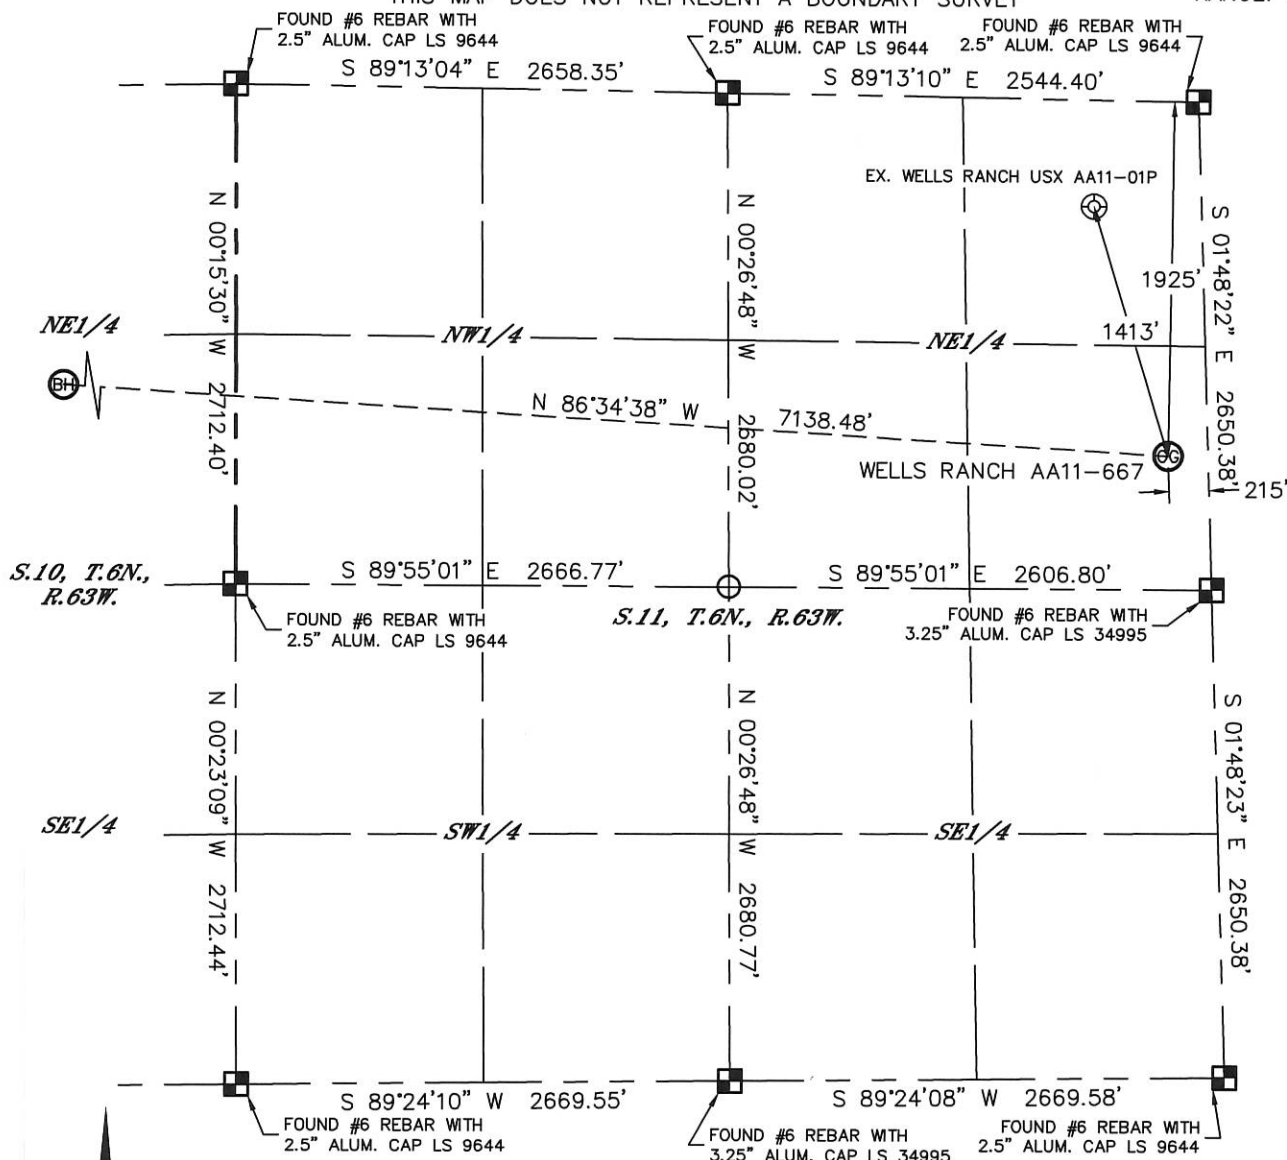 THIS MAP DOES NOT REPRESENT A BOUNDARY SURVEY
FOUND #6 REBAR WITH
2.5" ALUM. CAP LS 9644
FOUND #6 REBAR WITH
2.5" ALUM. CAP LS 9644
FOUND #6 REBAR WITH
2.5" ALUM. CAP LS 9644
S 89°13'04" E 2658.35'
S 89°13'10" E 2544.40'
EX. WELLS RANCH USX AA11-01P
N 00°15'30" W 2712.40'
N 00°26'48" W 2680.02'
S 01°48'22" E 2650.38'
1925'
1413'
NE1/4
NW1/4
NE1/4
BH
N 86°34'38" W 7138.48'
WELLS RANCH AA11-667
215'
S.10, T.6N.,
R.63W.
S 89°55'01" E 2666.77'
S 89°55'01" E 2606.80'
FOUND #6 REBAR WITH
2.5" ALUM. CAP LS 9644
S.11, T.6N., R.63W.
FOUND #6 REBAR WITH
3.25" ALUM. CAP LS 34995
N 00°23'09" W 2712.44'
N 00°26'48" W 2680.77'
S 01°48'23" E 2650.38'
SE1/4
SW1/4
SE1/4
S 89°24'10" W 2669.55'
S 89°24'08" W 2669.58'
FOUND #6 REBAR WITH
2.5" ALUM. CAP LS 9644
FOUND #6 REBAR WITH
3.25" ALUM. CAP LS 34995
FOUND #6 REBAR WITH
2.5" ALUM. CAP LS 9644